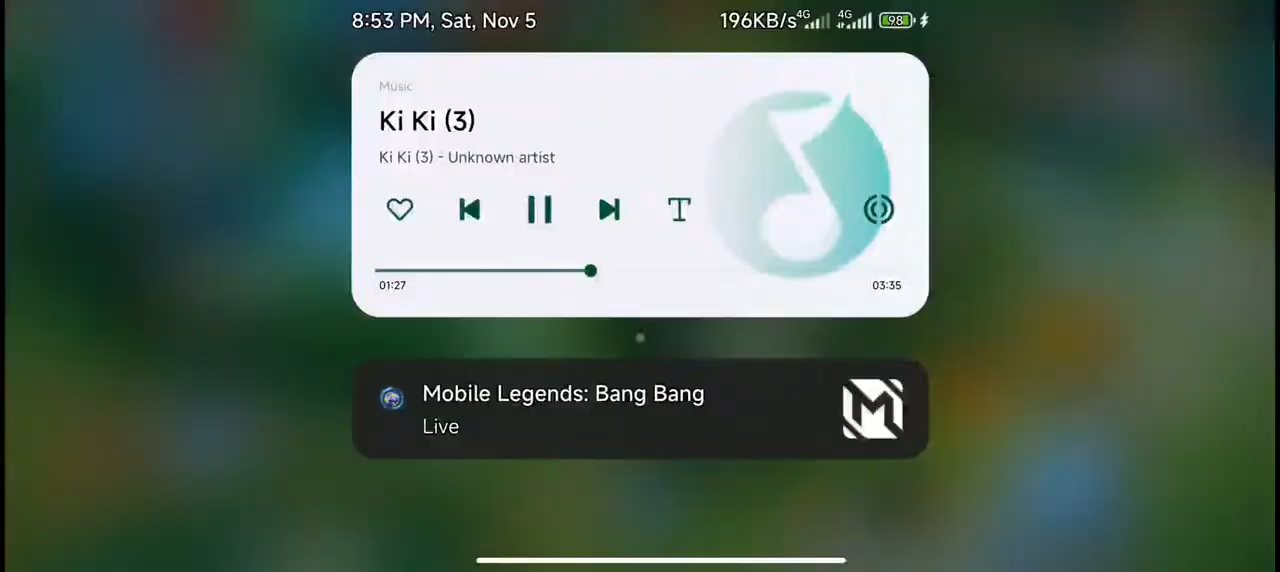 8:53 PM, Sat, Nov 5
196KB/s 4G 4G 98
Music
Ki Ki (3)
Ki Ki (3) - Unknown artist
01:27
03:35
Mobile Legends: Bang Bang
Live